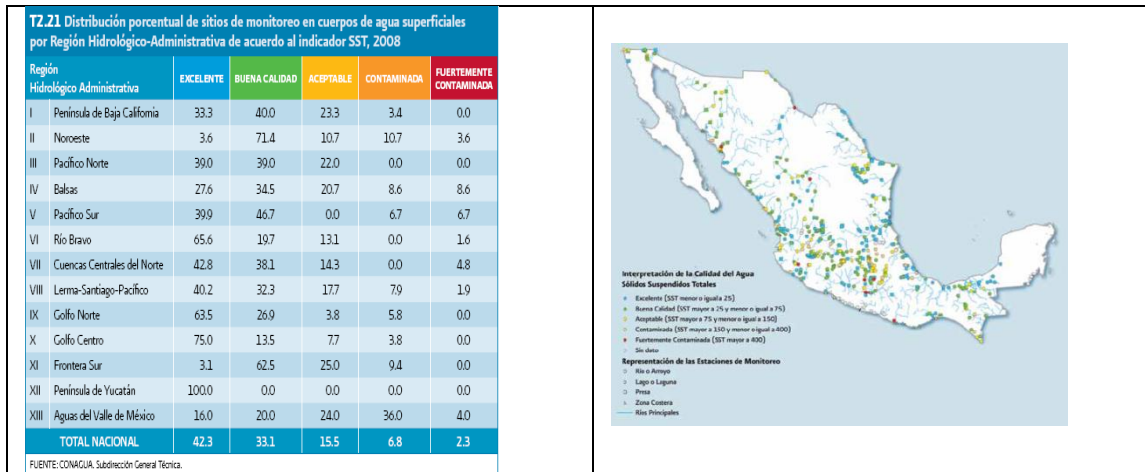 T2.21 Distribución porcentual de sitios de monitoreo en cuerpos de agua superficiales
por Región Hidrológico-Administrativa de acuerdo al indicador SST, 2008
Región
Hidrológico Administrativa EXCELENTE BUENA CALIDAD ACEPTABLE CONTAMINADA FUERTEMENTE CONTAMINADA
I Península de Baja California 33.3 40.0 23.3 3.4 0.0
II Noroeste 3.6 71.4 10.7 10.7 3.6
III Pacífico Norte 39.0 39.0 22.0 0.0 0.0
IV Balsas 27.6 34.5 20.7 8.6 8.6
V Pacífico Sur 39.9 46.7 0.0 6.7 6.7
VI Río Bravo 65.6 19.7 13.1 0.0 1.6
VII Cuencas Centrales del Norte 42.8 38.1 14.3 0.0 4.8
VIII Lerma-Santiago-Pacífico 40.2 32.3 17.7 7.9 1.9
IX Golfo Norte 63.5 26.9 3.8 5.8 0.0
X Golfo Centro 75.0 13.5 7.7 3.8 0.0
XI Frontera Sur 3.1 62.5 25.0 9.4 0.0
XII Península de Yucatán 100.0 0.0 0.0 0.0 0.0
XIII Aguas del Valle de México 16.0 20.0 24.0 36.0 4.0
TOTAL NACIONAL 42.3 33.1 15.5 6.8 2.3
FUENTE: CONAGUA. Subdirección General Técnica.
Interpretación de la Calidad del Agua
Sólidos Suspendidos Totales
Excelente (SST menor o igual a 25)
Buena Calidad (SST mayor a 25 y menor o igual a 75)
Aceptable (SST mayor a 75 y menor o igual a 150)
Contaminada (SST mayor a 150 y menor o igual a 400)
Fuertemente Contaminada (SST mayor a 400)
Sin dato
Representación de las Estaciones de Monitoreo
Río o Arroyo
Lago o Laguna
Presa
Zona Costera
Ríos Principales